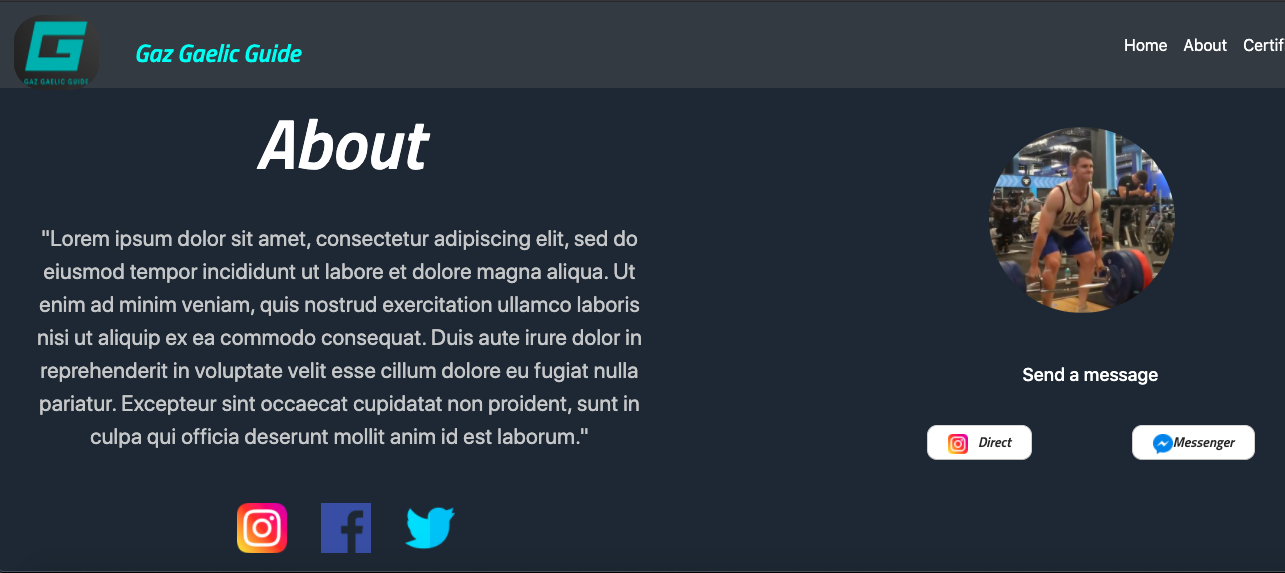 GAZ GAELIC GUIDE
Gaz Gaelic Guide
Home About Certif
About
"Lorem ipsum dolor sit amet, consectetur adipiscing elit, sed do
eiusmod tempor incididunt ut labore et dolore magna aliqua. Ut
enim ad minim veniam, quis nostrud exercitation ullamco laboris
nisi ut aliquip ex ea commodo consequat. Duis aute irure dolor in
reprehenderit in voluptate velit esse cillum dolore eu fugiat nulla
pariatur. Excepteur sint occaecat cupidatat non proident, sunt in
culpa qui officia deserunt mollit anim id est laborum."
Send a message
Direct
Messenger